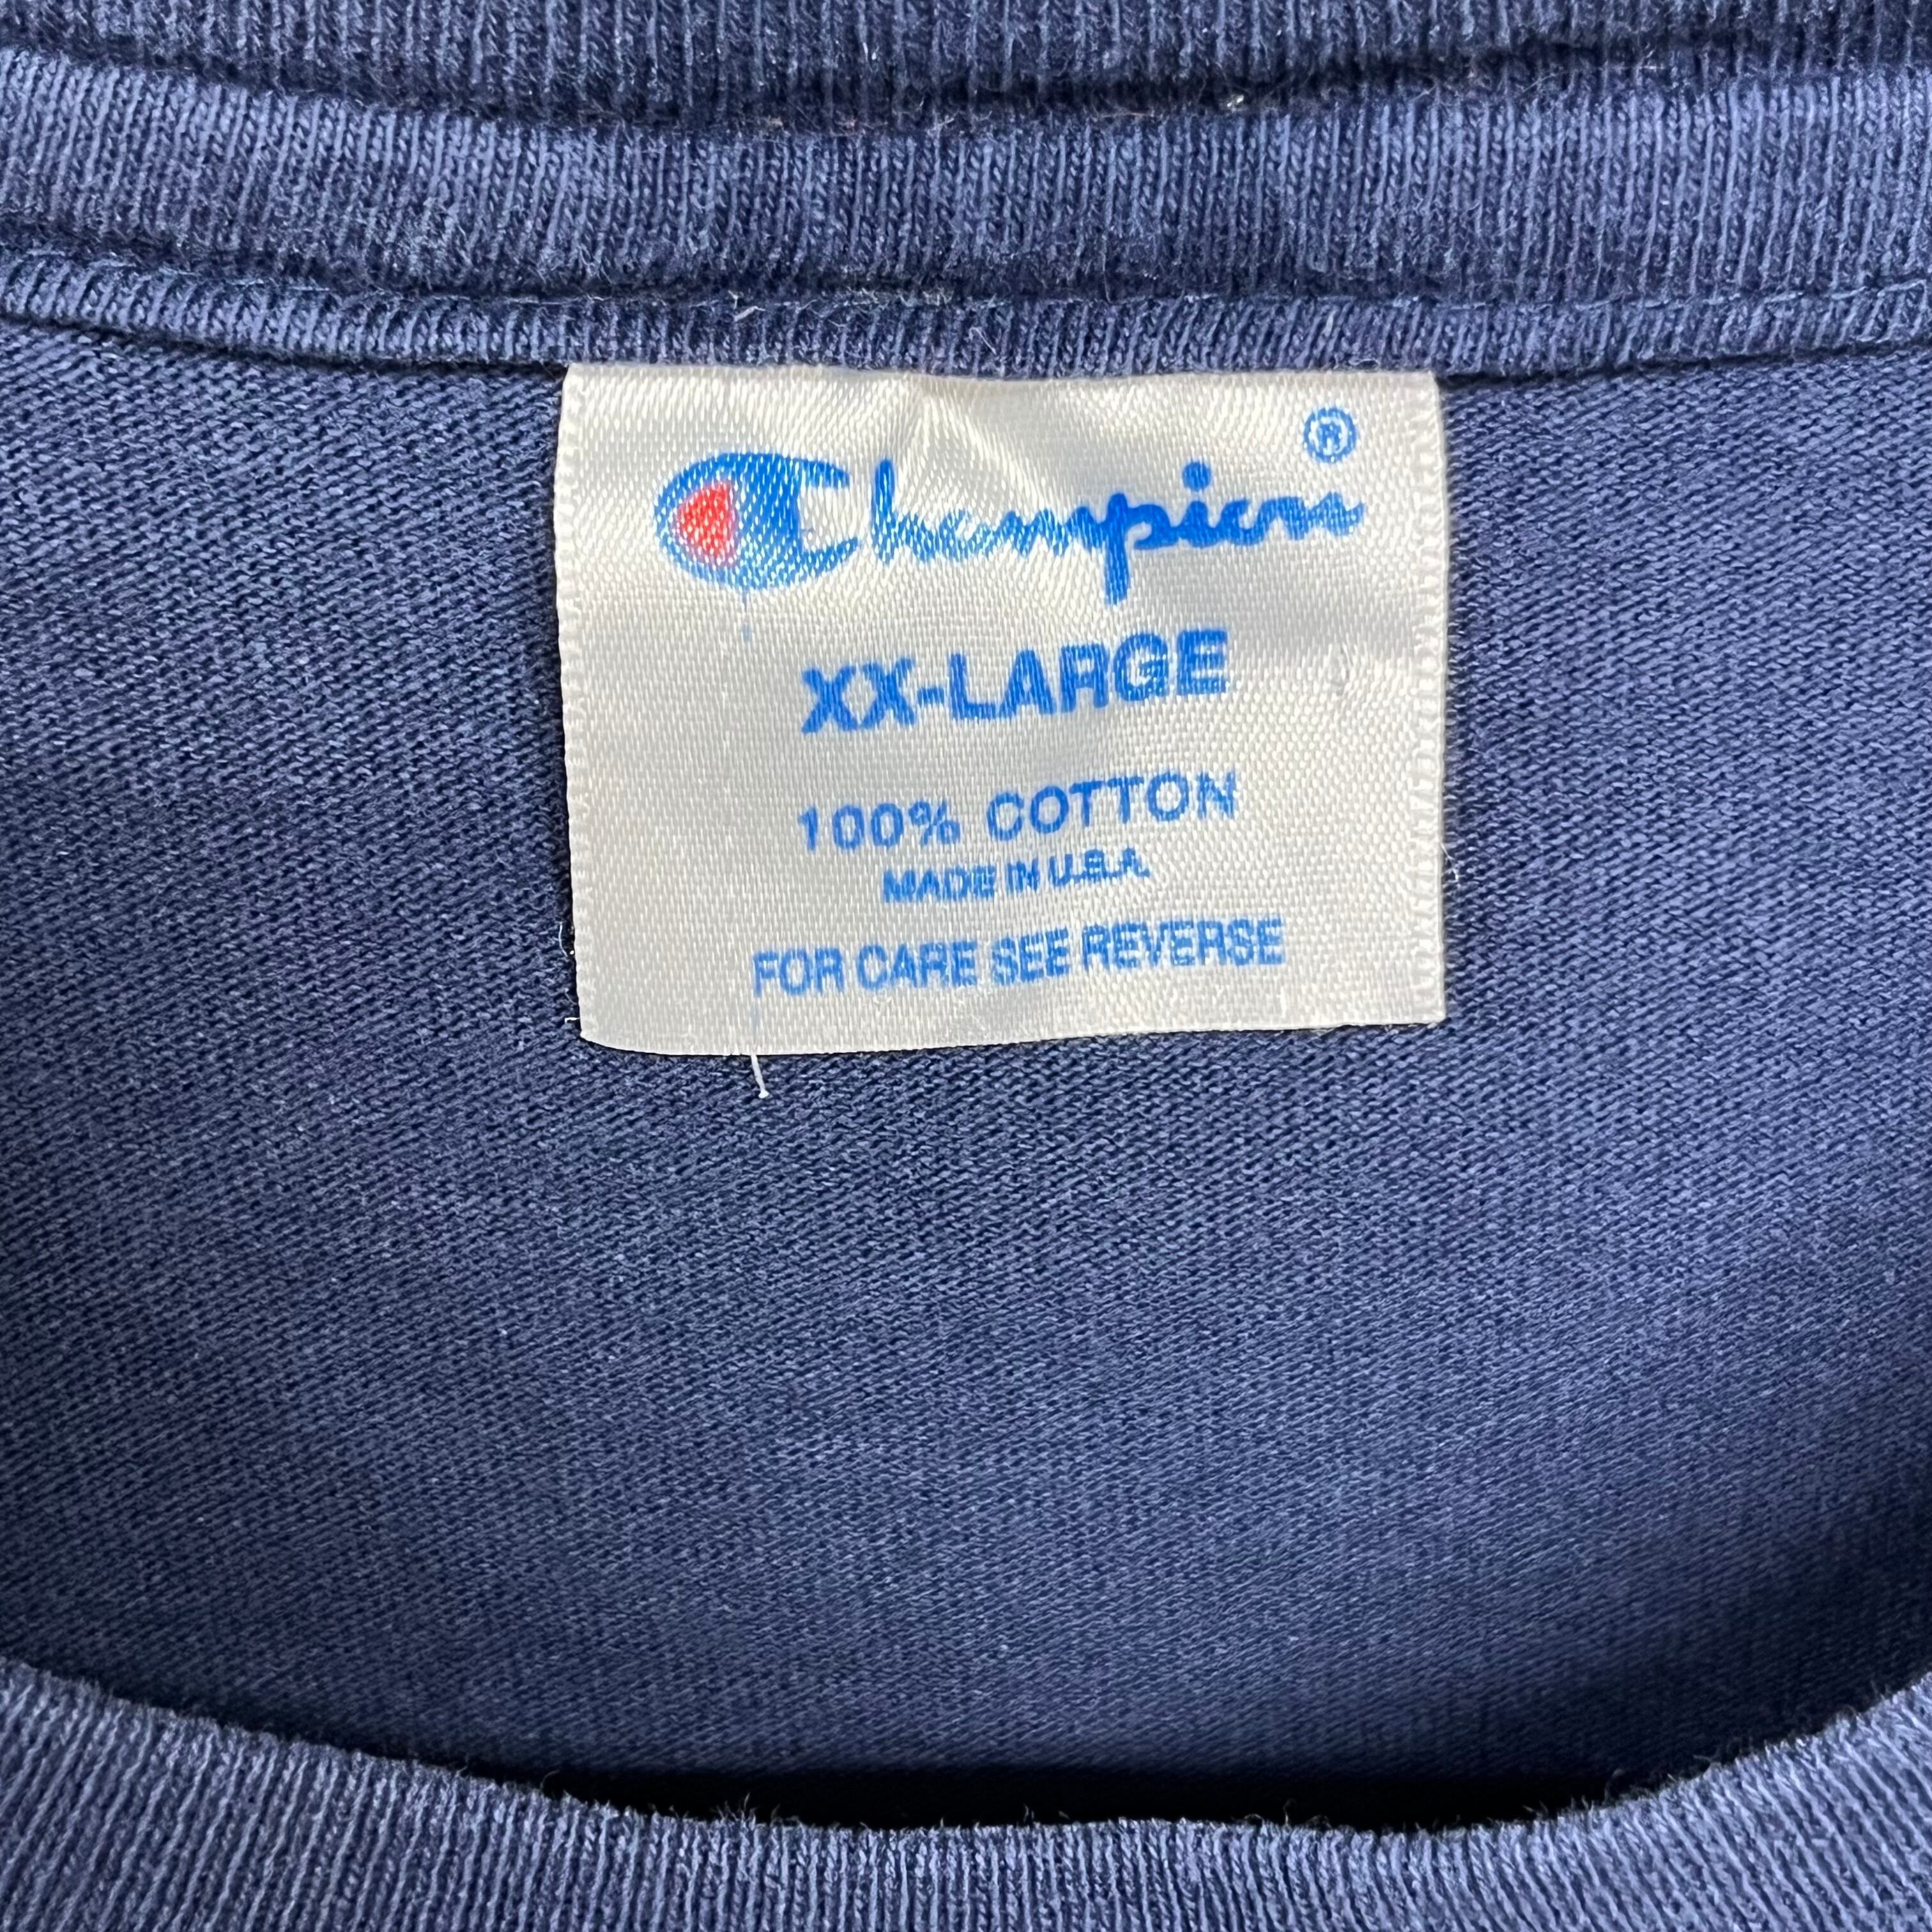 Champion®
XX-LARGE
100% COTTON
MADE IN U.S.A.
FOR CARE SEE REVERSE